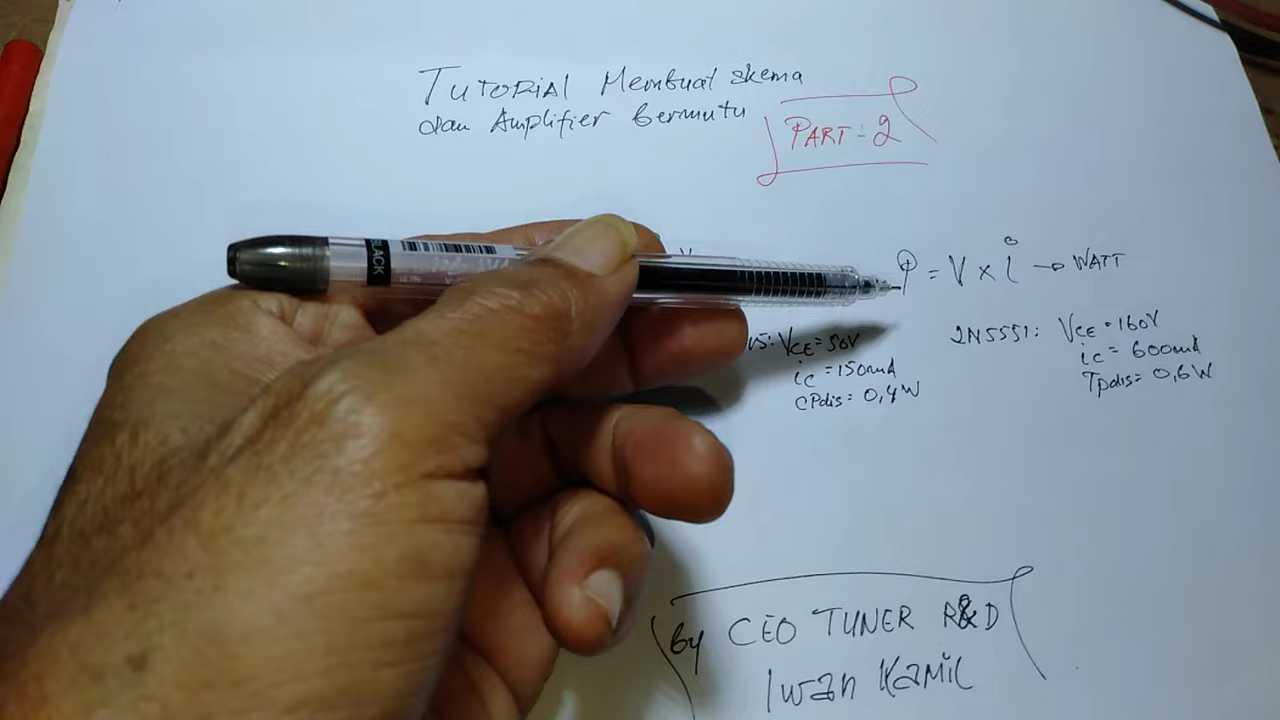 TUTORIAL Membuat skema
dan Amplifier Bermutu
PART-2
P = V x i → WATT
VCE = 50V
ic = 150mA
CPdis = 0,4W
2N5551: VCE = 160V
ic = 600mA
Tpdis = 0,6W
BLACK
By CEO TUNER R&D
Iwan Kamil